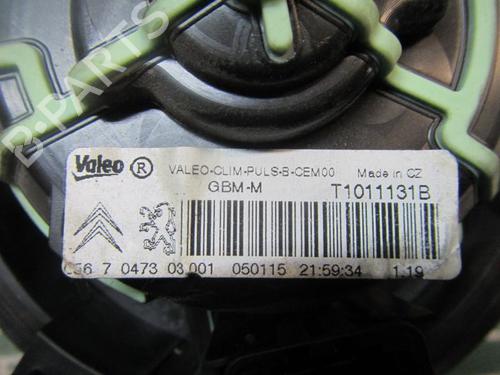 B-PARTS
Valeo ® VALEO-CLIM-PULS-B-CEM00 Made in CZ
GBM-M T1011131B
C56 7 0473 03 001 050115 21:59:34 1.19